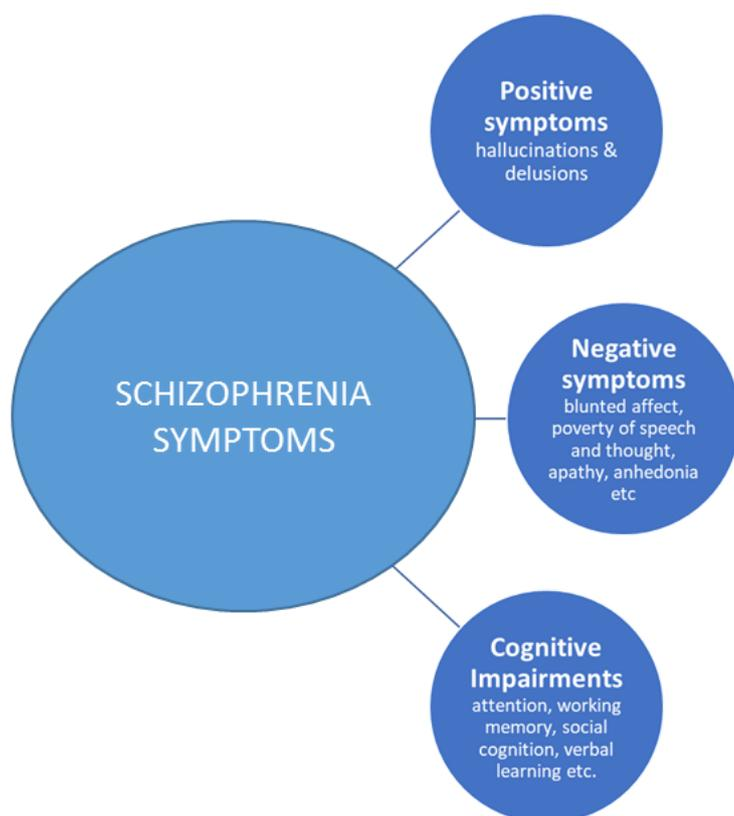 Positive
symptoms
hallucinations &
delusions
SCHIZOPHRENIA
SYMPTOMS
Negative
symptoms
blunted affect,
poverty of speech
and thought,
apathy, anhedonia
etc
Cognitive
Impairments
attention, working
memory, social
cognition, verbal
learning etc.